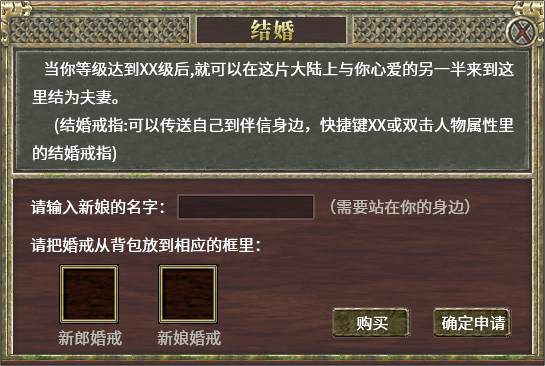 结婚
当你等级达到XX级后,就可以在这片大陆上与你心爱的另一半来到这
里结为夫妻。
(结婚戒指:可以传送自己到伴信身边，快捷键XX或双击人物属性里
的结婚戒指)
请输入新娘的名字：
（需要站在你的身边）
请把婚戒从背包放到相应的框里：
新郎婚戒
新娘婚戒
购买
确定申请